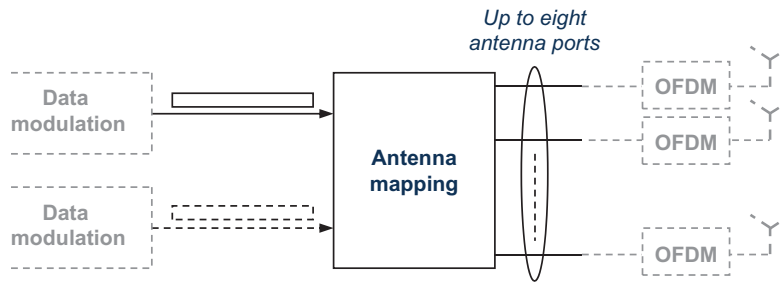 Up to eight
antenna ports
Data
modulation
Antenna
mapping
OFDM
OFDM
Data
modulation
OFDM